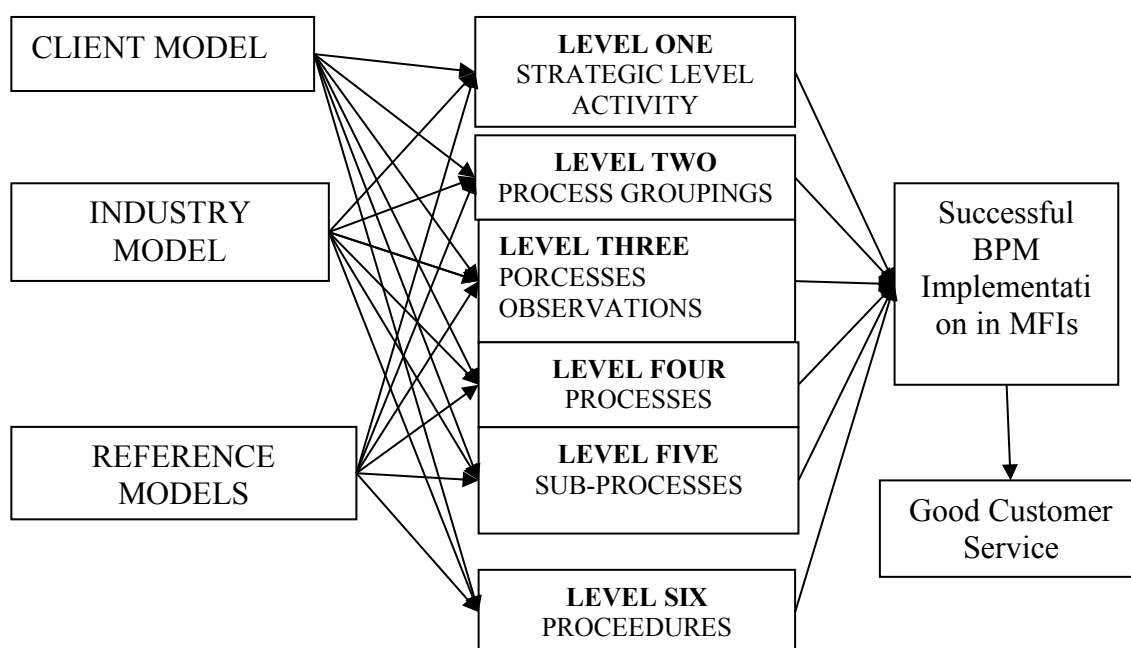 CLIENT MODEL
INDUSTRY
MODEL
REFERENCE
MODELS
LEVEL ONE
STRATEGIC LEVEL
ACTIVITY
LEVEL TWO
PROCESS GROUPINGS
LEVEL THREE
PORCESSES
OBSERVATIONS
LEVEL FOUR
PROCESSES
LEVEL FIVE
SUB-PROCESSES
LEVEL SIX
PROCEEDURES
Successful
BPM
Implementati
on in MFIs
Good Customer
Service